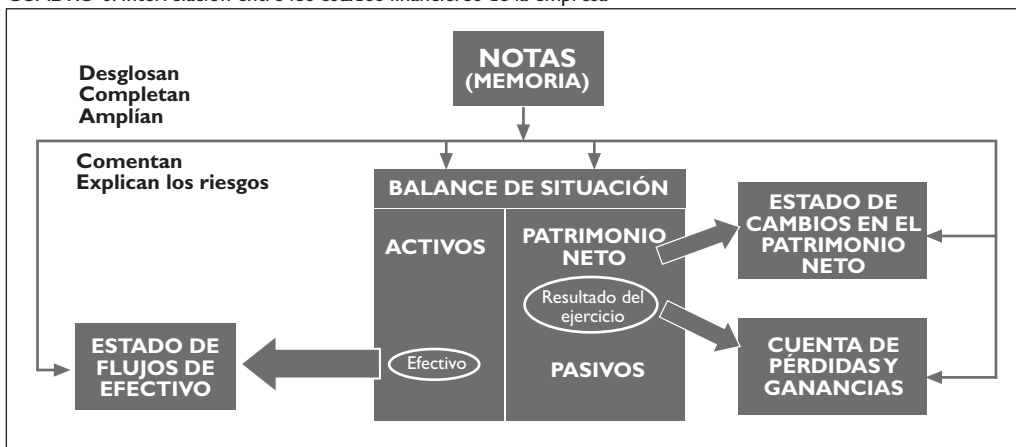 NOTAS
(MEMORIA)
Desglosan
Completan
Amplían
Comentan
Explican los riesgos
BALANCE DE SITUACIÓN
ACTIVOS
PATRIMONIO
NETO
Resultado del
ejercicio
Efectivo
PASIVOS
ESTADO DE
CAMBIOS EN EL
PATRIMONIO
NETO
ESTADO DE
FLUJOS DE
EFECTIVO
CUENTA DE
PÉRDIDAS Y
GANANCIAS